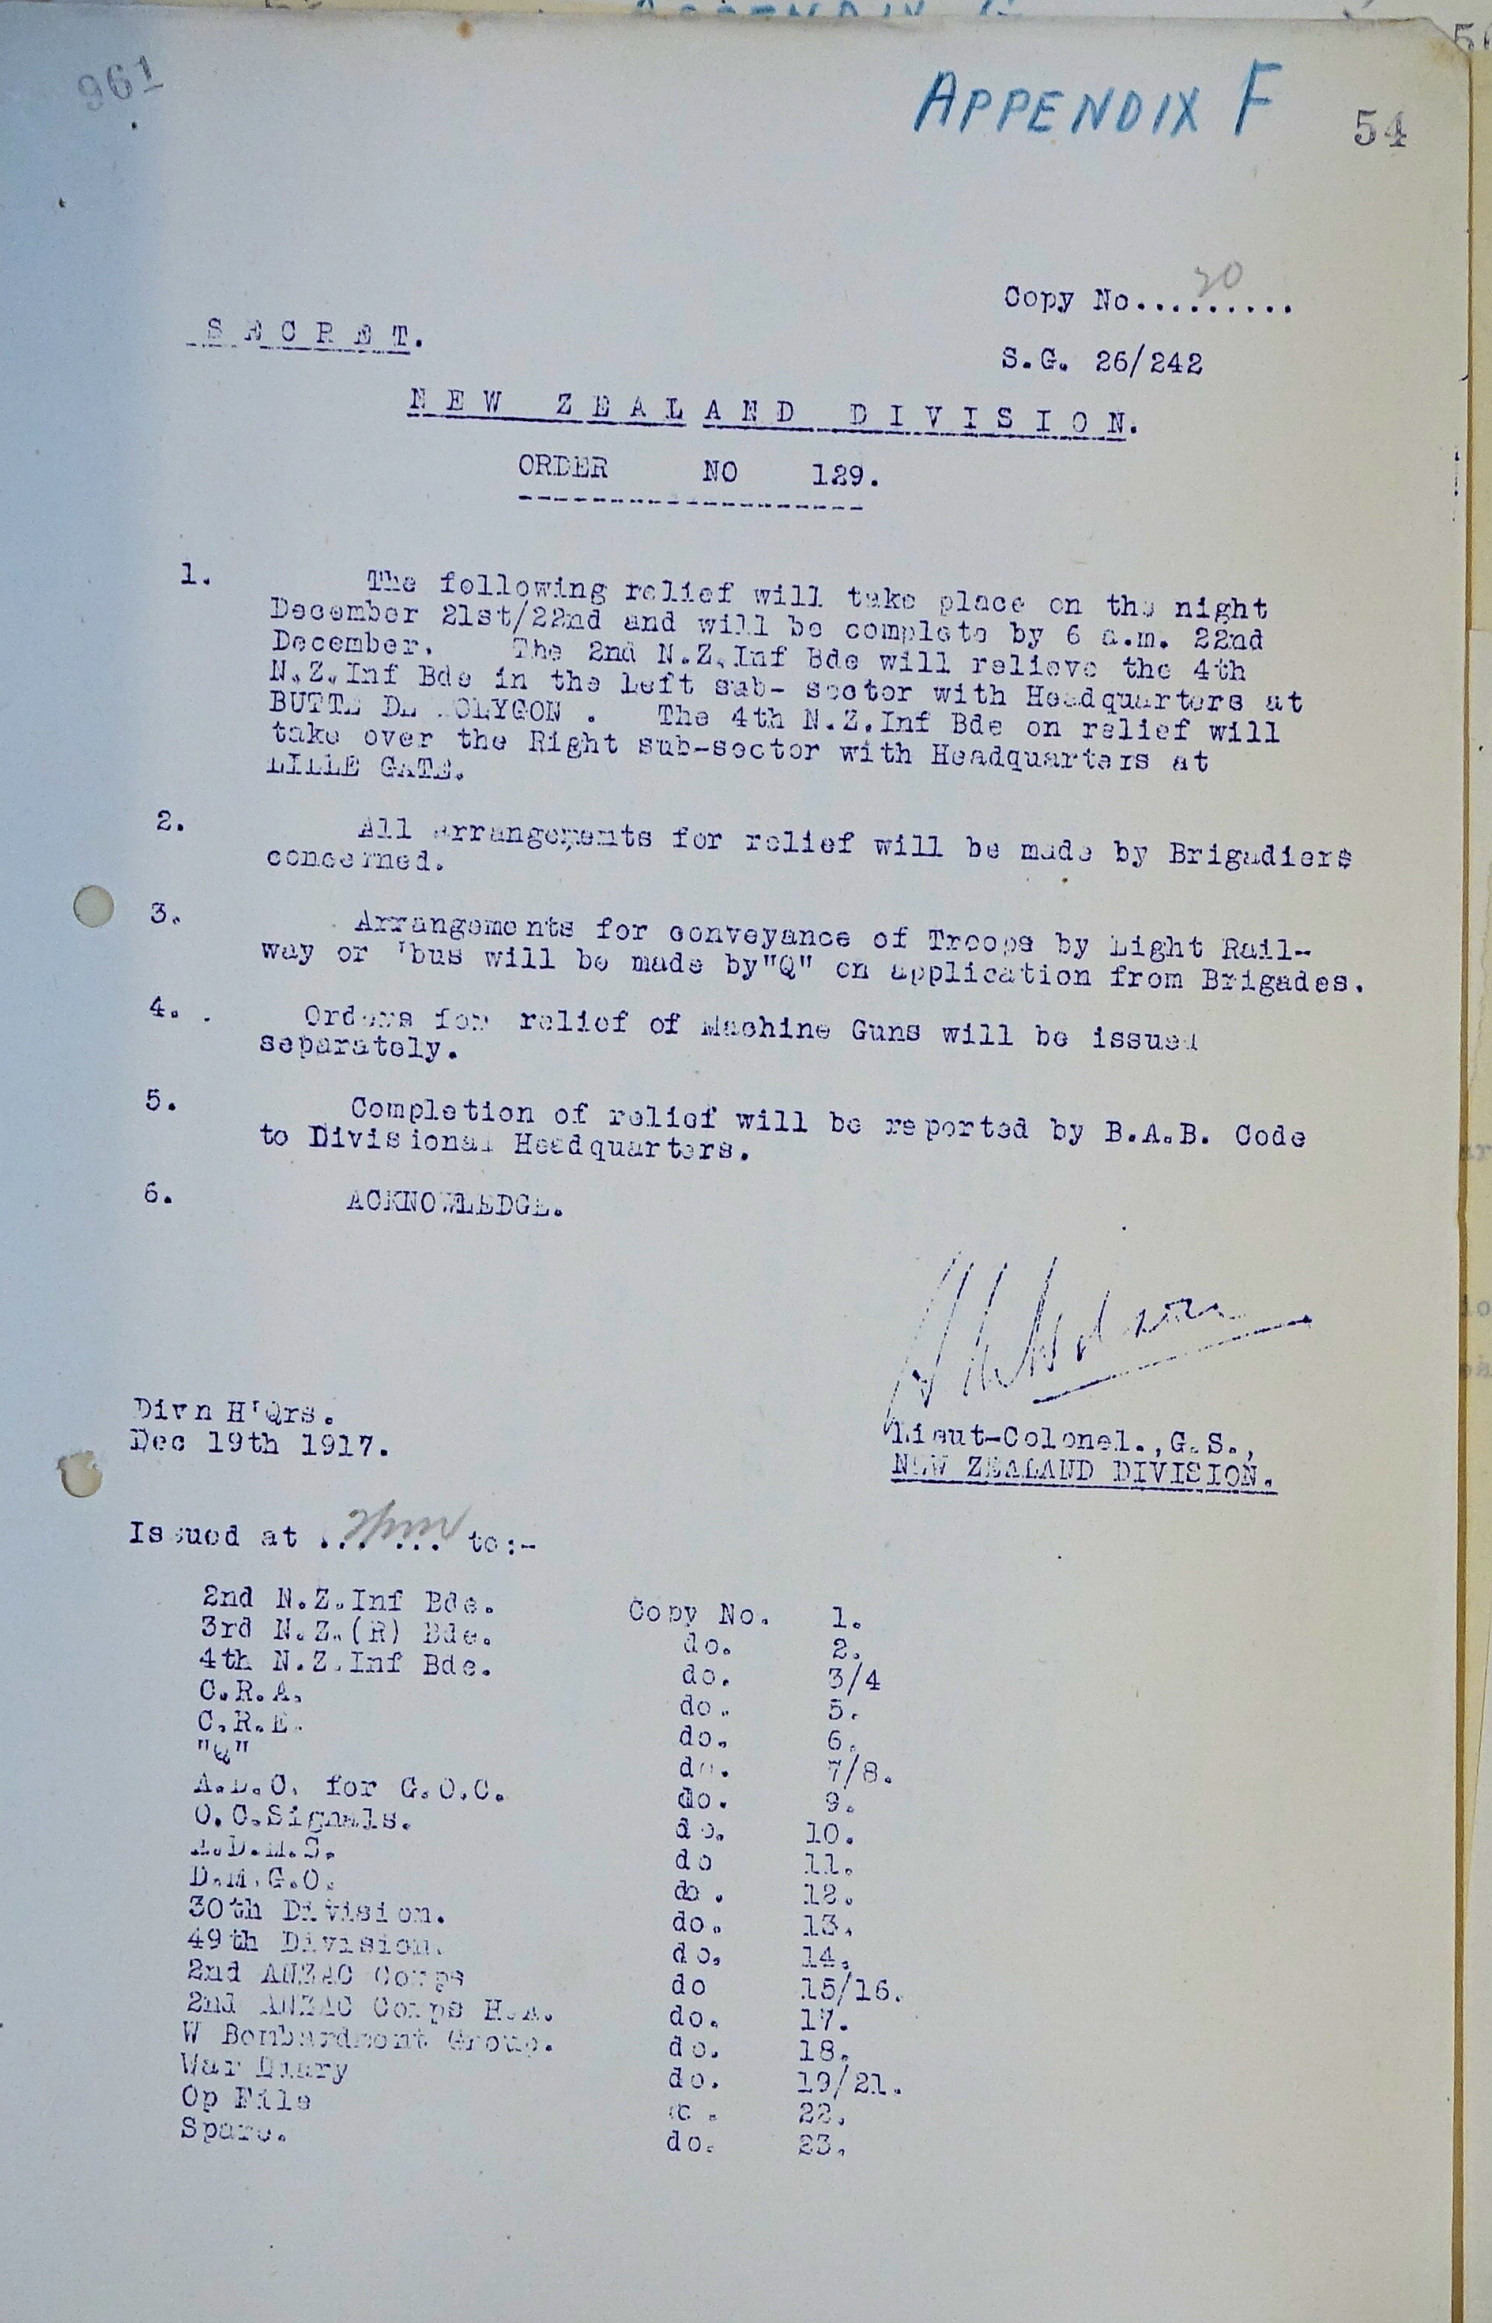 961
APPENDIX F
54
Copy No.........
20
SECRET.
S.G. 26/242
NEW ZEALAND DIVISION.
ORDER NO 129.
1. The following relief will take place on the night
December 21st/22nd and will be complete by 6 a.m. 22nd
December. The 2nd N.Z.Inf Bde will relieve the 4th
N.Z.Inf Bde in the Left sub- sector with Headquarters at
BUTTE DE POLYGON . The 4th N.Z.Inf Bde on relief will
take over the Right sub-sector with Headquarters at
LILLE GATE.
2. All arrangements for relief will be made by Brigadiers
concerned.
3. Arrangements for conveyance of Troops by Light Rail-
way or 'bus will be made by "Q" on application from Brigades.
4. . Orders for relief of Machine Guns will be issued
separately.
5. Completion of relief will be reported by B.A.B. Code
to Divisional Headquarters.
6. ACKNOWLEDGE.
Divn H'Qrs.
Dec 19th 1917.
Lieut-Colonel.,G.S.,
NEW ZEALAND DIVISION.
Issued at ... 2pm ... to:-
2nd N.Z.Inf Bde. Copy No. 1.
3rd N.Z.(R) Bde. do. 2.
4th N.Z.Inf Bde. do. 3/4
C.R.A. do. 5.
C.R.E. do. 6.
"Q" do. 7/8.
A.D.C. for G.O.C. do. 9.
O.C.Signals. do. 10.
A.D.M.S. do 11.
D.M.G.O. do. 12.
30th Division. do. 13.
49th Division. do. 14.
2nd ANZAC Corps do 15/16.
2nd ANZAC Corps H.A. do. 17.
W Bombardment Group. do. 18.
War Diary do. 19/21.
Op File do. 22.
Spare. do. 23.